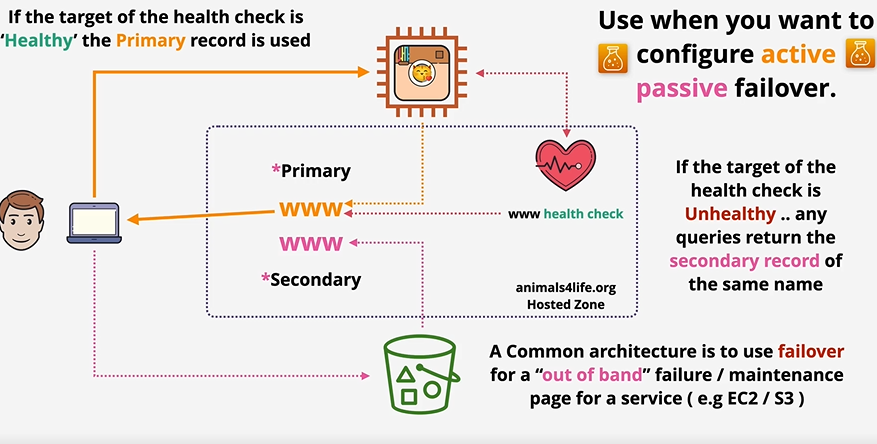 If the target of the health check is
‘Healthy’ the Primary record is used
Use when you want to
configure active
passive failover.
*Primary
www
www health check
www
*Secondary
animals4life.org
Hosted Zone
If the target of the
health check is
Unhealthy .. any
queries return the
secondary record of
the same name
A Common architecture is to use failover
for a “out of band” failure / maintenance
page for a service ( e.g EC2 / S3 )